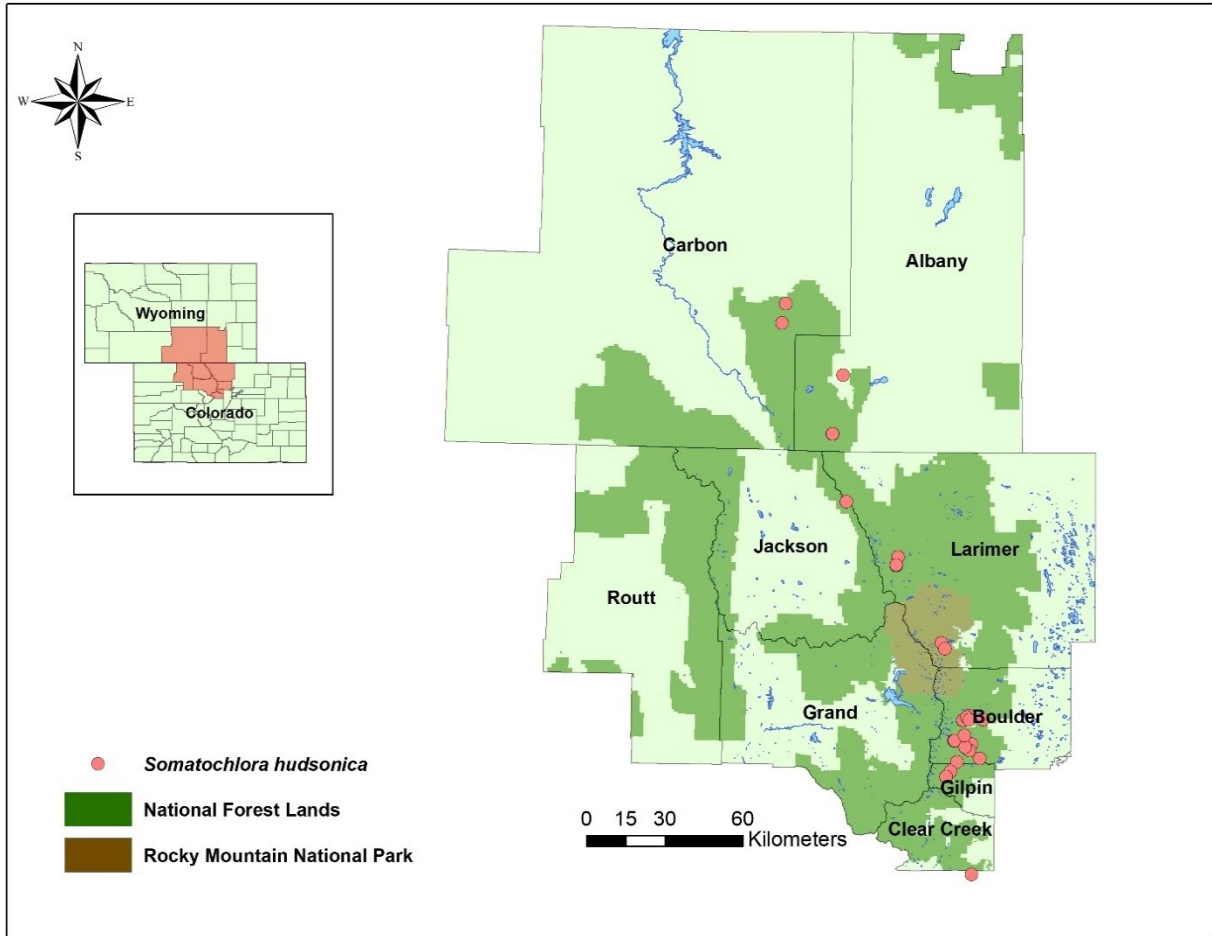 N
W
E
S
Wyoming
Colorado
Carbon
Albany
Jackson
Larimer
Routt
Grand
Boulder
Gilpin
Clear Creek
Somatochlora hudsonica
National Forest Lands
Rocky Mountain National Park
0 15 30 60
Kilometers